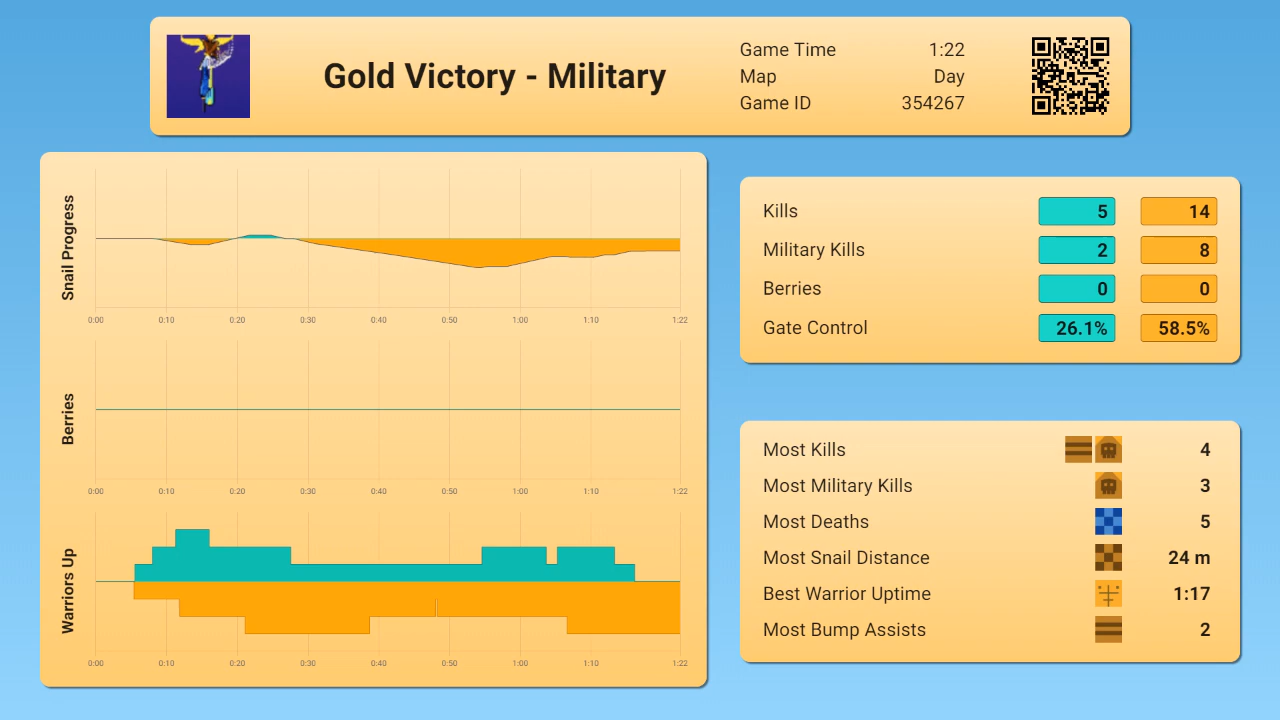 Gold Victory - Military
Game Time 1:22
Map Day
Game ID 354267
Snail Progress
0:00 0:10 0:20 0:30 0:40 0:50 1:00 1:10 1:22
Berries
0:00 0:10 0:20 0:30 0:40 0:50 1:00 1:10 1:22
Warriors Up
0:00 0:10 0:20 0:30 0:40 0:50 1:00 1:10 1:22
Kills 5 14
Military Kills 2 8
Berries 0 0
Gate Control 26.1% 58.5%
Most Kills 4
Most Military Kills 3
Most Deaths 5
Most Snail Distance 24 m
Best Warrior Uptime 1:17
Most Bump Assists 2